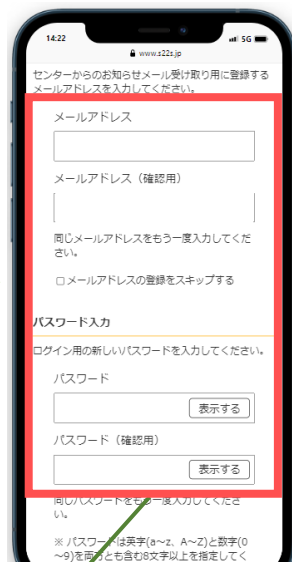 14:22
5G
www.s22s.jp
センターからのお知らせメール受け取り用に登録する
メールアドレスを入力してください。
メールアドレス
メールアドレス（確認用）
同じメールアドレスをもう一度入力してくだ
さい。
メールアドレスの登録をスキップする
パスワード入力
ログイン用の新しいパスワードを入力してください。
パスワード
表示する
パスワード（確認用）
表示する
同じパスワードをもう一度入力してくださ
い。
※ パスワードは英字(a～z、A～Z)と数字(0
～9)を両方とも含む8文字以上を指定してく